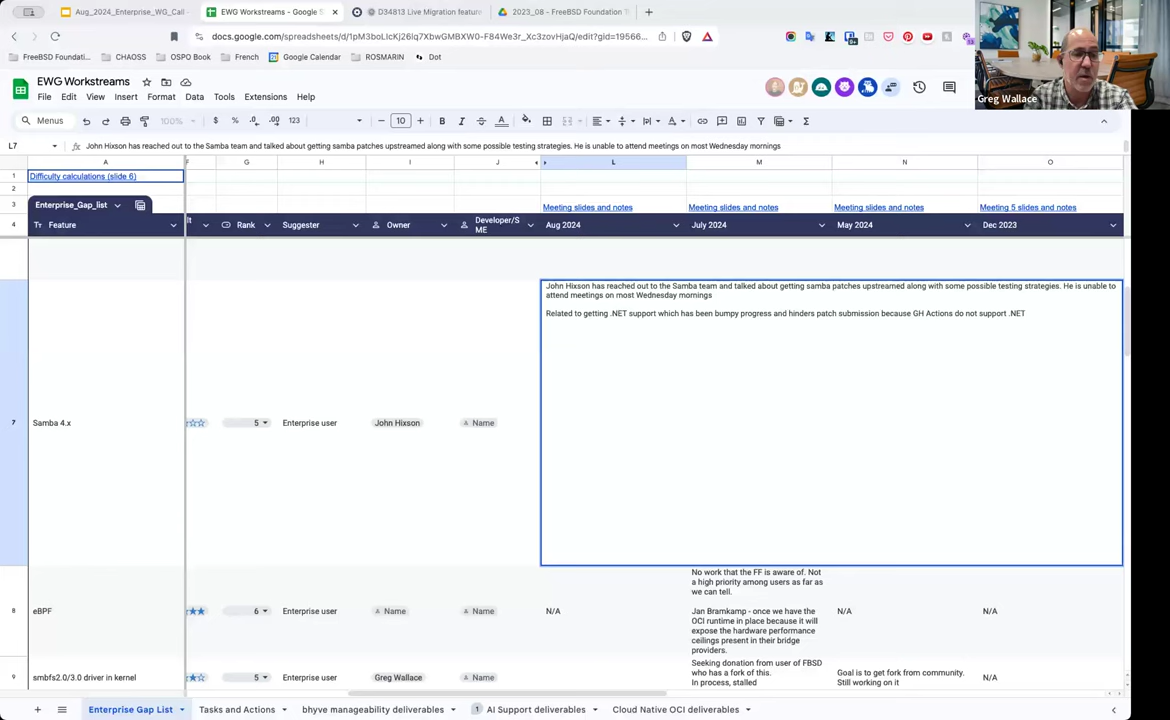 Aug_2024_Enterprise_WG_Call -
EWG Workstreams - Google S
D34813 Live Migration feature
2023_08 - FreeBSD Foundation T
docs.google.com/spreadsheets/d/1pM3boLIcKj26iq7XbwGMBXW0-F84We3r_Xc3zovHjaQ/edit?gid=19566...
FreeBSD Foundati...
CHAOSS
OSPO Book
French
Google Calendar
ROSMARIN
Dot
EWG Workstreams
File Edit View Insert Format Data Tools Extensions Help
Menus
100%
$ % .0 .00 123
10
B I A
Greg Wallace
L7
John Hixson has reached out to the Samba team and talked about getting samba patches upstreamed along with some possible testing strategies. He is unable to attend meetings on most Wednesday mornings
A F G H I J L M N O
1 Difficulty calculations (slide 6)
2
3 Enterprise_Gap_list
Meeting slides and notes
Meeting slides and notes
Meeting slides and notes
Meeting 5 slides and notes
4 Tt Feature
lt
Rank
Suggester
Owner
Developer/S
ME
Aug 2024
July 2024
May 2024
Dec 2023
John Hixson has reached out to the Samba team and talked about getting samba patches upstreamed along with some possible testing strategies. He is unable to
attend meetings on most Wednesday mornings
Related to getting .NET support which has been bumpy progress and hinders patch submission because GH Actions do not support .NET
7 Samba 4.x
5
Enterprise user
John Hixson
Name
No work that the FF is aware of. Not
a high priority among users as far as
we can tell.
8 eBPF
6
Enterprise user
Name
Name
N/A
Jan Bramkamp - once we have the
OCI runtime in place because it will
expose the hardware performance
ceilings present in their bridge
providers.
N/A
N/A
9 smbfs2.0/3.0 driver in kernel
5
Enterprise user
Greg Wallace
Name
Seeking donation from user of FBSD
who has a fork of this.
In process, stalled
Goal is to get fork from community.
Still working on it
N/A
Enterprise Gap List
Tasks and Actions
bhyve manageability deliverables
1 AI Support deliverables
Cloud Native OCI deliverables